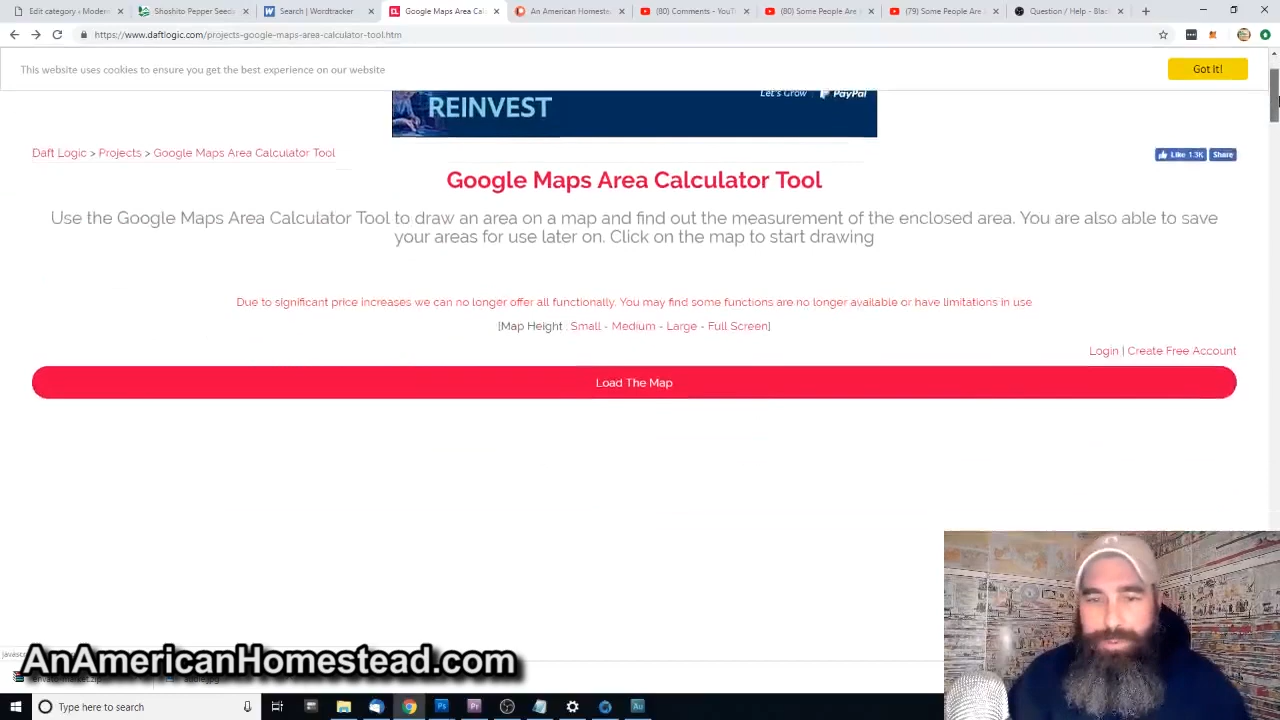 Edit category ‹ Modern
Shoshito Pepper Seeds
Search | Wordtracker
Google Maps Area Cal
An American Homeste
(80) Comments - YouT
(80) Some People Are
(79) Some People Are
Question / Help - Blac
https://www.daftlogic.com/projects-google-maps-area-calculator-tool.htm
This website uses cookies to ensure you get the best experience on our website
Got it!
REINVEST
Let's Grow
PayPal
Daft Logic > Projects > Google Maps Area Calculator Tool
Like 1.3K
Share
Google Maps Area Calculator Tool
Use the Google Maps Area Calculator Tool to draw an area on a map and find out the measurement of the enclosed area. You are also able to save
your areas for use later on. Click on the map to start drawing
Due to significant price increases we can no longer offer all functionally. You may find some functions are no longer available or have limitations in use
[Map Height : Small - Medium - Large - Full Screen]
Login | Create Free Account
Load The Map
AnAmericanHomestead.com
Type here to search